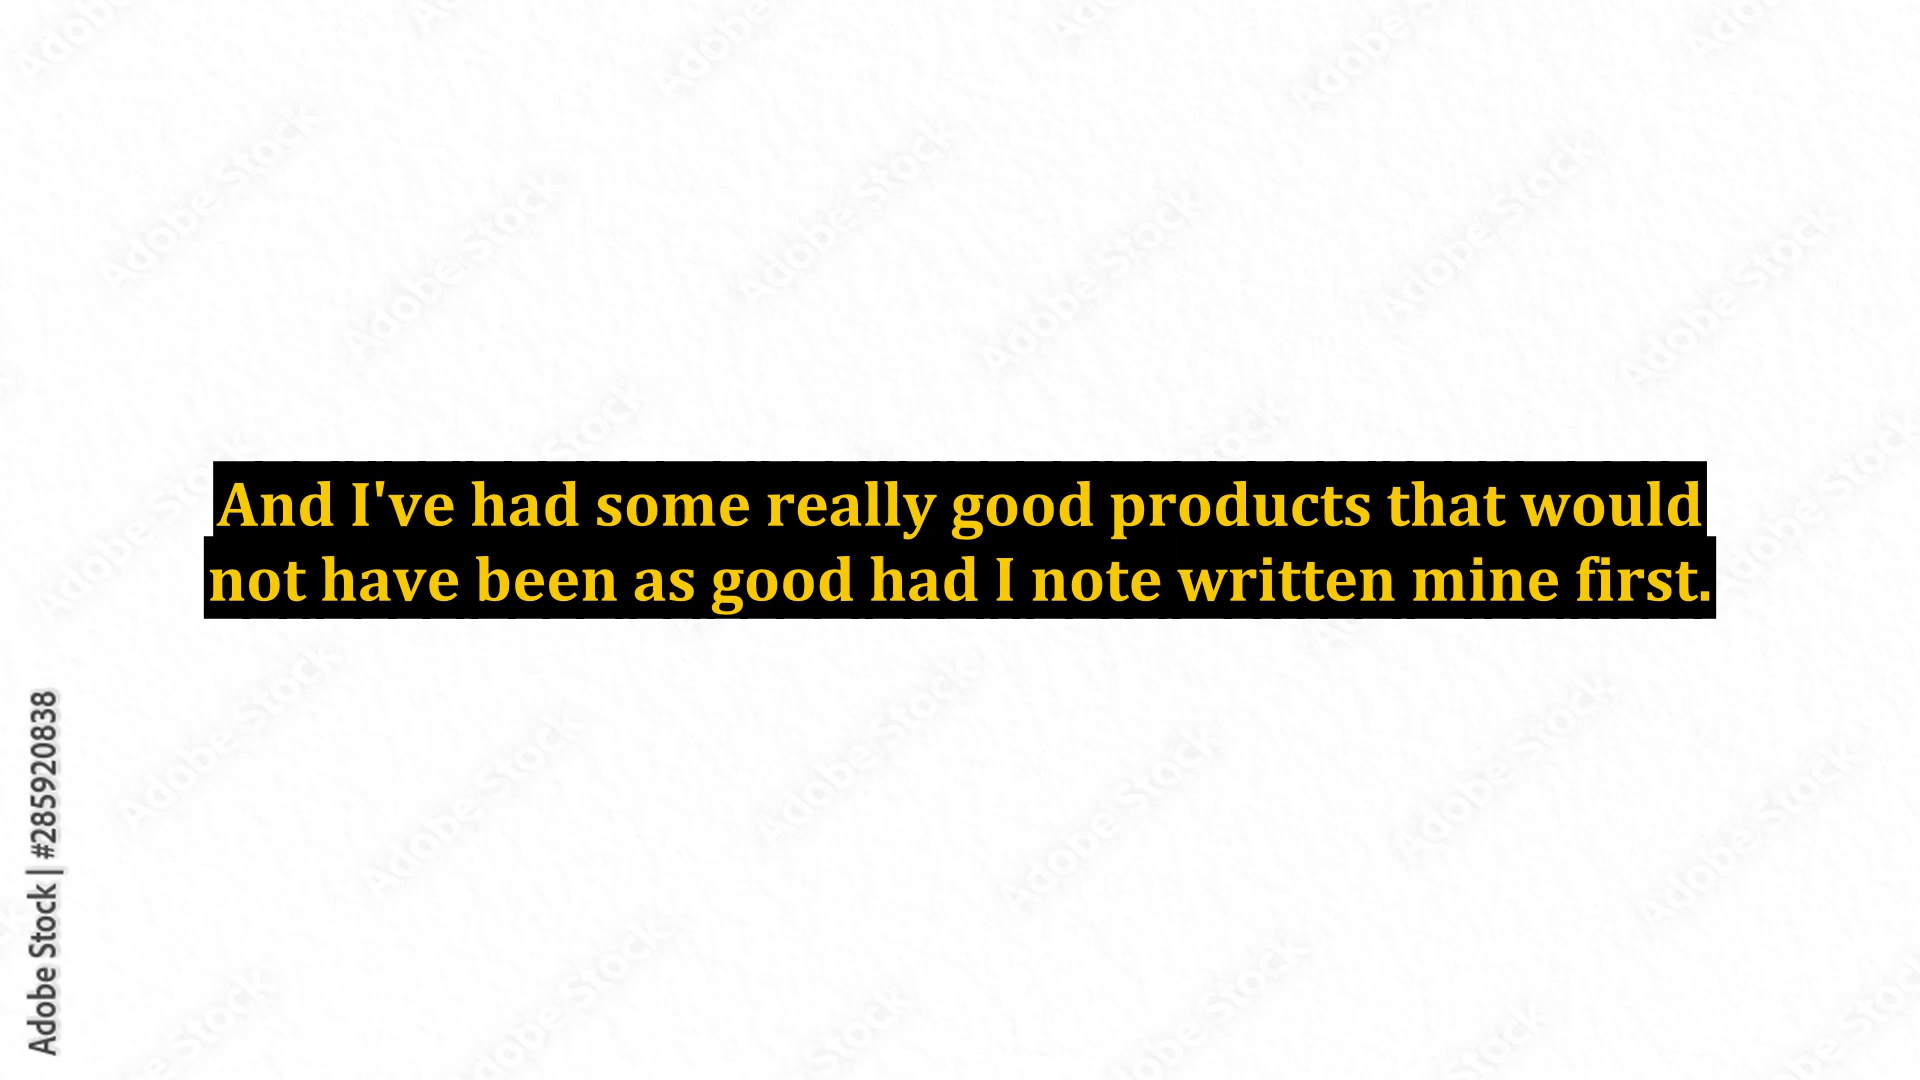 And I've had some really good products that would
not have been as good had I note written mine first.
Adobe Stock | #285920838